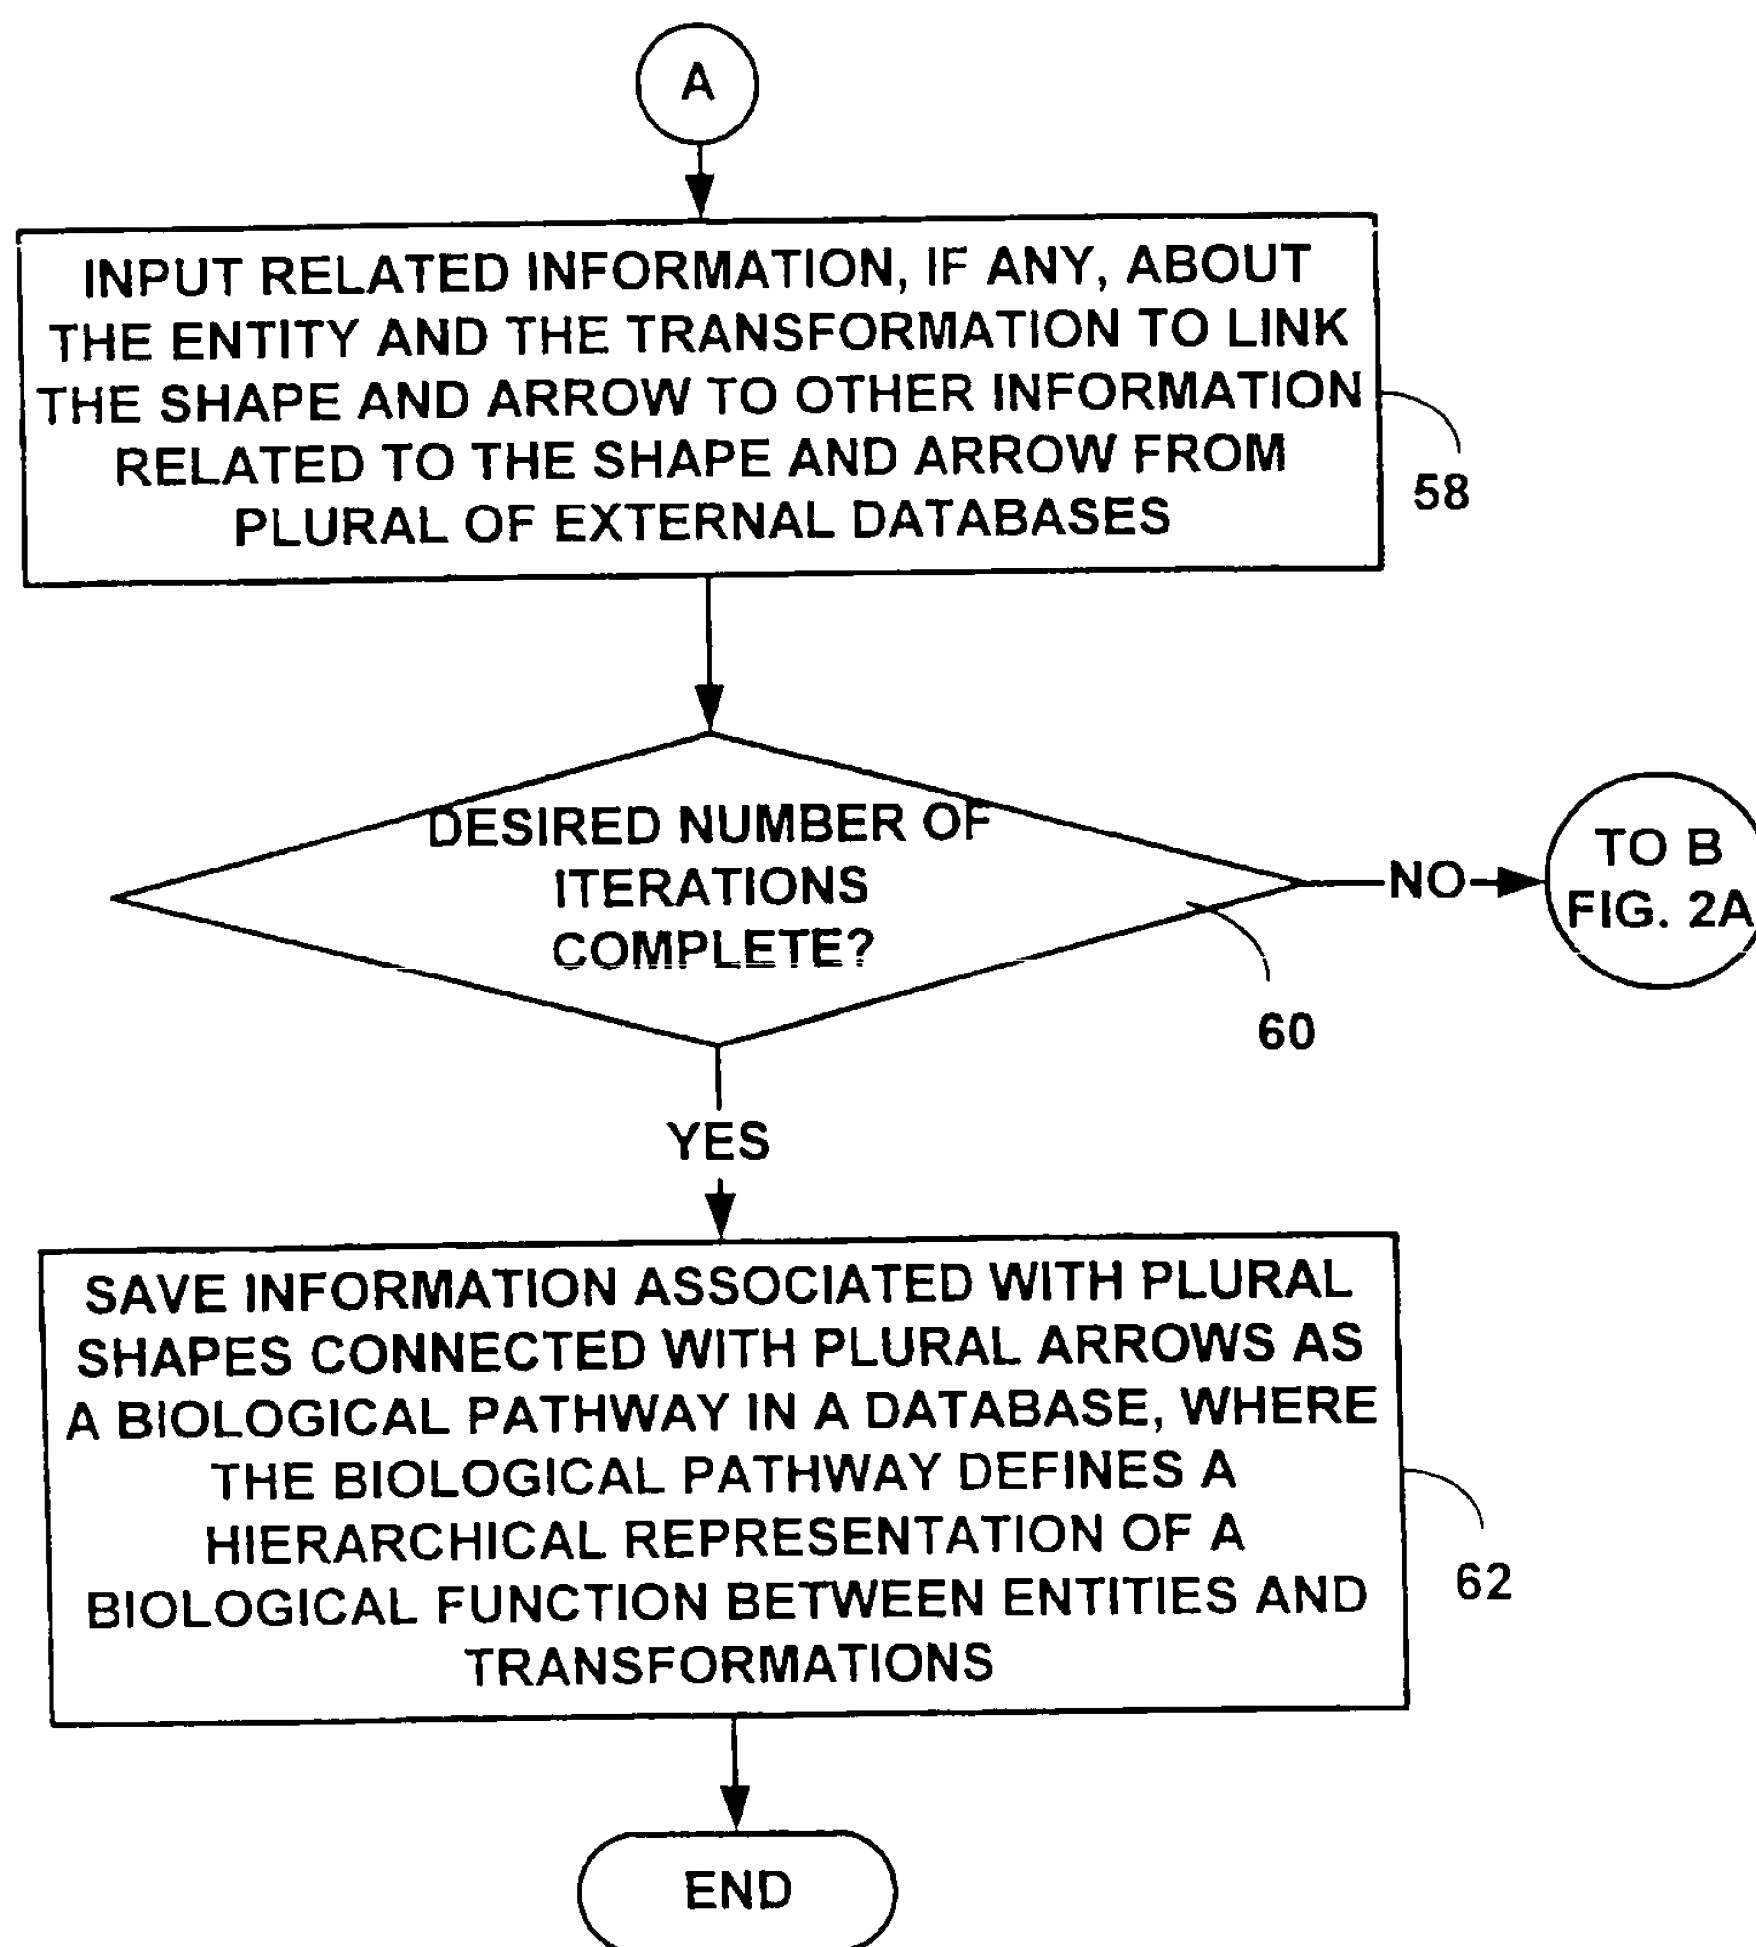 A
INPUT RELATED INFORMATION, IF ANY, ABOUT
THE ENTITY AND THE TRANSFORMATION TO LINK
THE SHAPE AND ARROW TO OTHER INFORMATION
RELATED TO THE SHAPE AND ARROW FROM
PLURAL OF EXTERNAL DATABASES
58
DESIRED NUMBER OF
ITERATIONS
COMPLETE?
NO
TO B
FIG. 2A
60
YES
SAVE INFORMATION ASSOCIATED WITH PLURAL
SHAPES CONNECTED WITH PLURAL ARROWS AS
A BIOLOGICAL PATHWAY IN A DATABASE, WHERE
THE BIOLOGICAL PATHWAY DEFINES A
HIERARCHICAL REPRESENTATION OF A
BIOLOGICAL FUNCTION BETWEEN ENTITIES AND
TRANSFORMATIONS
62
END